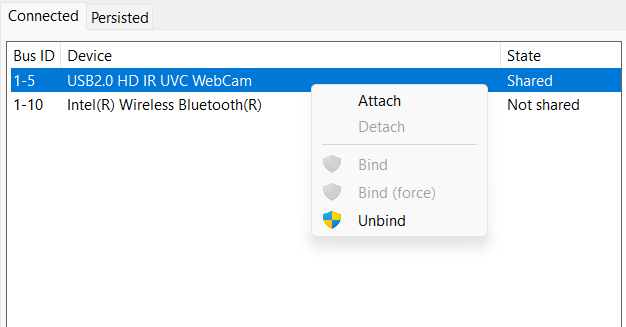 Connected Persisted
Bus ID Device State
1-5 USB2.0 HD IR UVC WebCam Shared
1-10 Intel(R) Wireless Bluetooth(R) Not shared
Attach
Detach
Bind
Bind (force)
Unbind